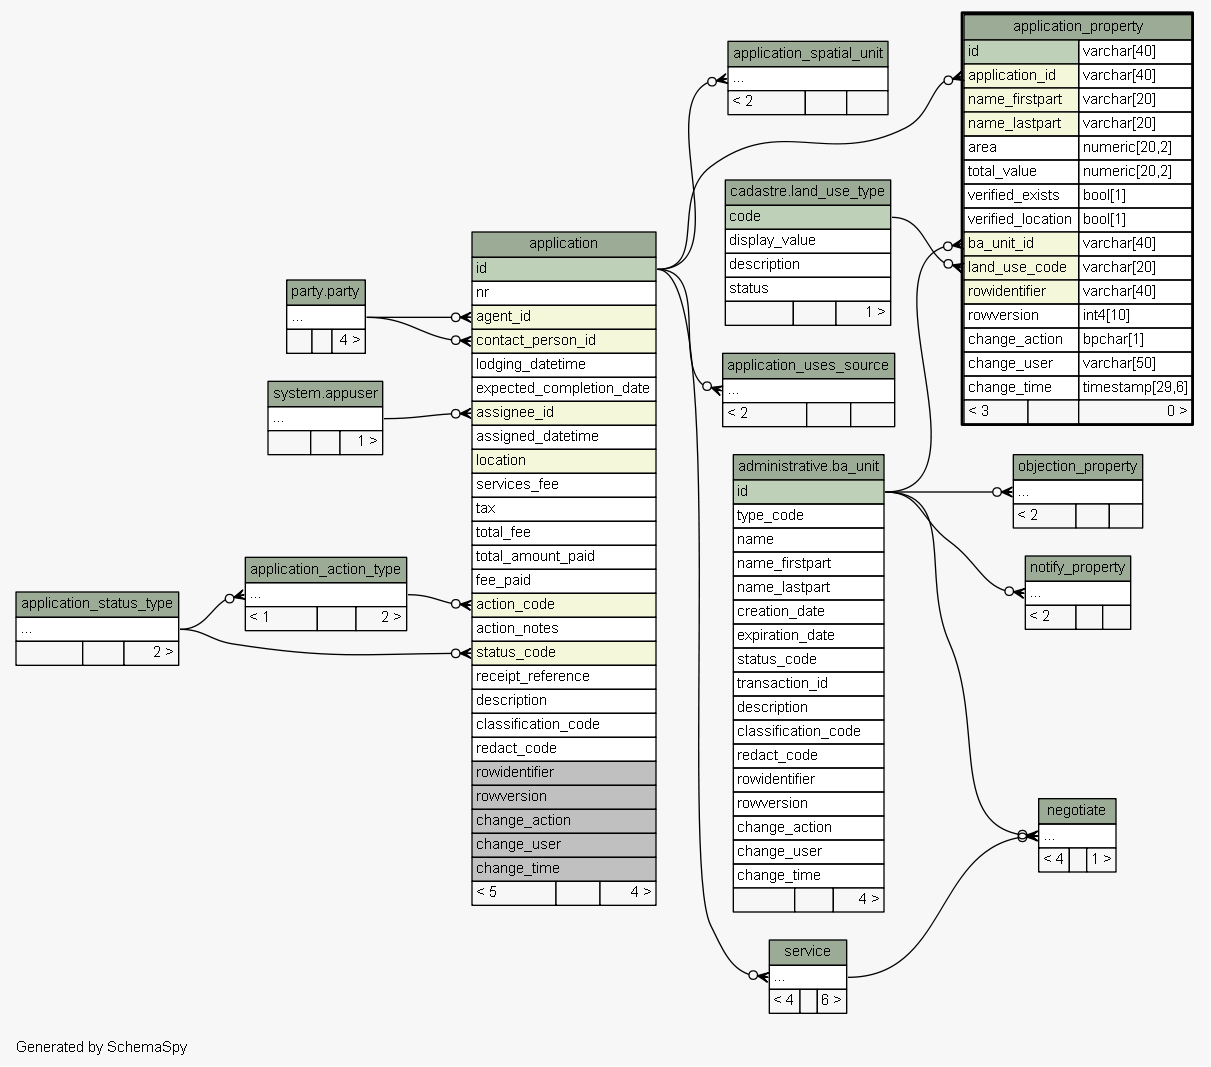 application_property
id varchar[40]
application_id varchar[40]
name_firstpart varchar[20]
name_lastpart varchar[20]
area numeric[20,2]
total_value numeric[20,2]
verified_exists bool[1]
verified_location bool[1]
ba_unit_id varchar[40]
land_use_code varchar[20]
rowidentifier varchar[40]
rowversion int4[10]
change_action bpchar[1]
change_user varchar[50]
change_time timestamp[29,6]
< 3 0 >
application_spatial_unit
...
< 2
cadastre.land_use_type
code
display_value
description
status
1 >
application
id
nr
agent_id
contact_person_id
lodging_datetime
expected_completion_date
assignee_id
assigned_datetime
location
services_fee
tax
total_fee
total_amount_paid
fee_paid
action_code
action_notes
status_code
receipt_reference
description
classification_code
redact_code
rowidentifier
rowversion
change_action
change_user
change_time
< 5 4 >
party.party
...
4 >
system.appuser
...
1 >
application_uses_source
...
< 2
administrative.ba_unit
id
type_code
name
name_firstpart
name_lastpart
creation_date
expiration_date
status_code
transaction_id
description
classification_code
redact_code
rowidentifier
rowversion
change_action
change_user
change_time
4 >
objection_property
...
< 2
notify_property
...
< 2
application_action_type
...
< 1 2 >
application_status_type
...
2 >
negotiate
...
< 4 1 >
service
...
< 4 6 >
Generated by SchemaSpy